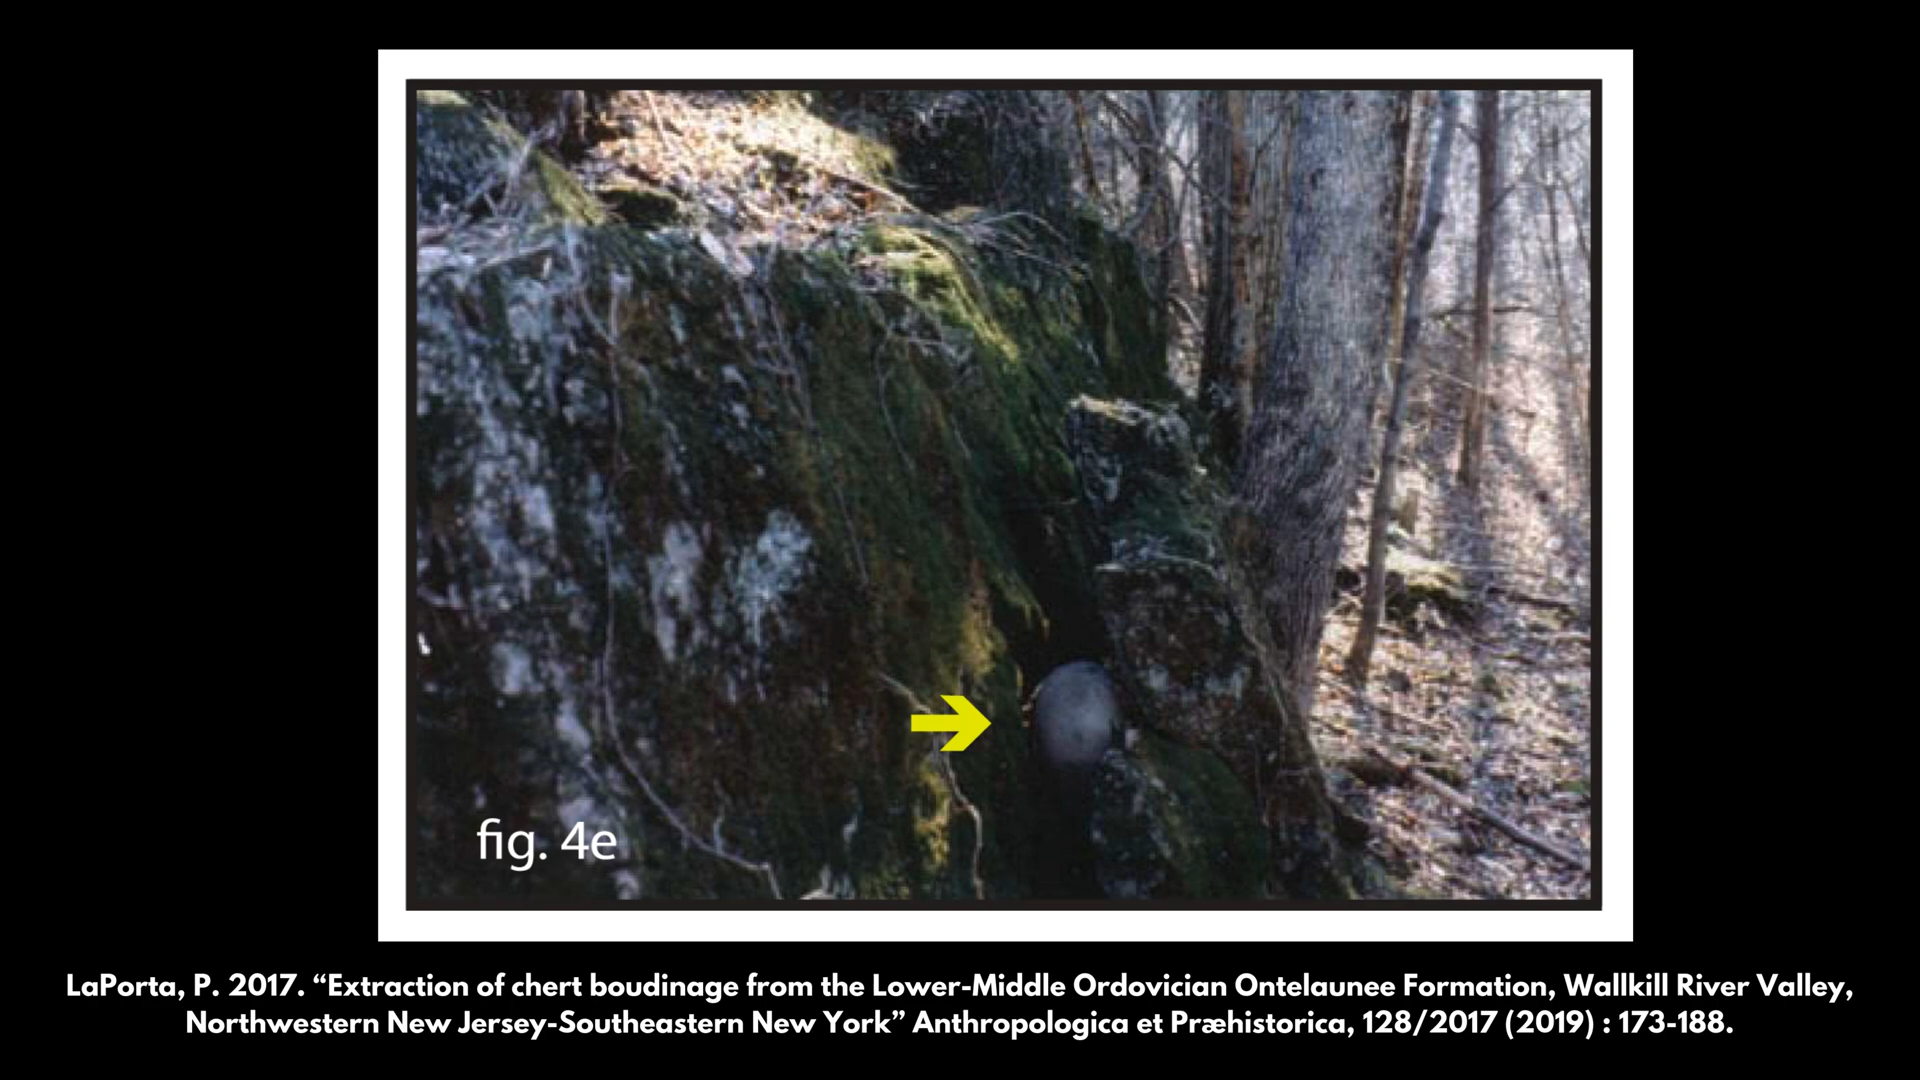 fig. 4e
LaPorta, P. 2017. “Extraction of chert boudinage from the Lower-Middle Ordovician Ontelaunee Formation, Wallkill River Valley,
Northwestern New Jersey-Southeastern New York” Anthropologica et Præhistorica, 128/2017 (2019) : 173-188.